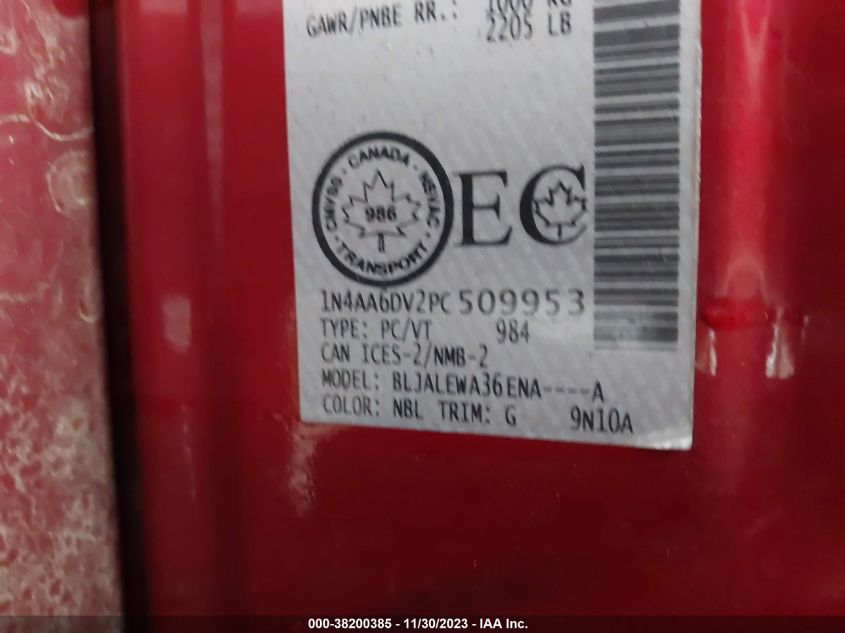 1000 KG
GAWR/PNBE RR.: 2205 LB
CANADA · NSVAC · TRANSPORT · CMVSS ·
986
EC
1N4AA6DV2PC509953
TYPE: PC/VT 984
CAN ICES-2/NMB-2
MODEL: BLJALEWA36ENA----A
COLOR: NBL TRIM: G 9N10A
000-38200385 - 11/30/2023 - IAA Inc.